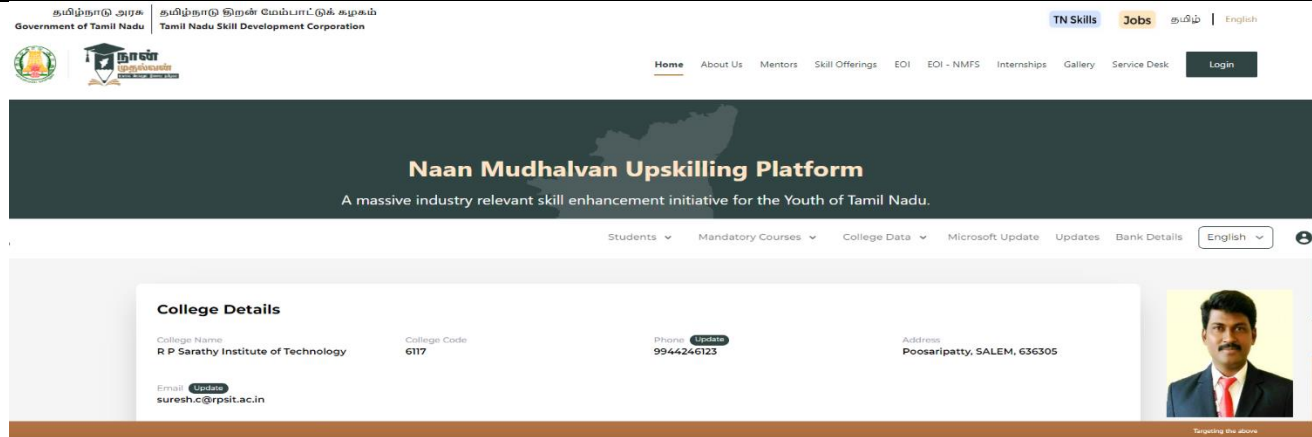 தமிழ்நாடு அரசு
Government of Tamil Nadu
தமிழ்நாடு திறன் மேம்பாட்டுக் கழகம்
Tamil Nadu Skill Development Corporation
TN Skills Jobs தமிழ் | English
நான்
முதல்வன்
Home About Us Mentors Skill Offerings EOI EOI - NMFS Internships Gallery Service Desk Login
Naan Mudhalvan Upskilling Platform
A massive industry relevant skill enhancement initiative for the Youth of Tamil Nadu.
Students Mandatory Courses College Data Microsoft Update Updates Bank Details English
College Details
College Name College Code Phone Update Address
R P Sarathy Institute of Technology 6117 9944246123 Poosaripatty, SALEM, 636305
Email Update
suresh.c@rpsit.ac.in
Targeting the above